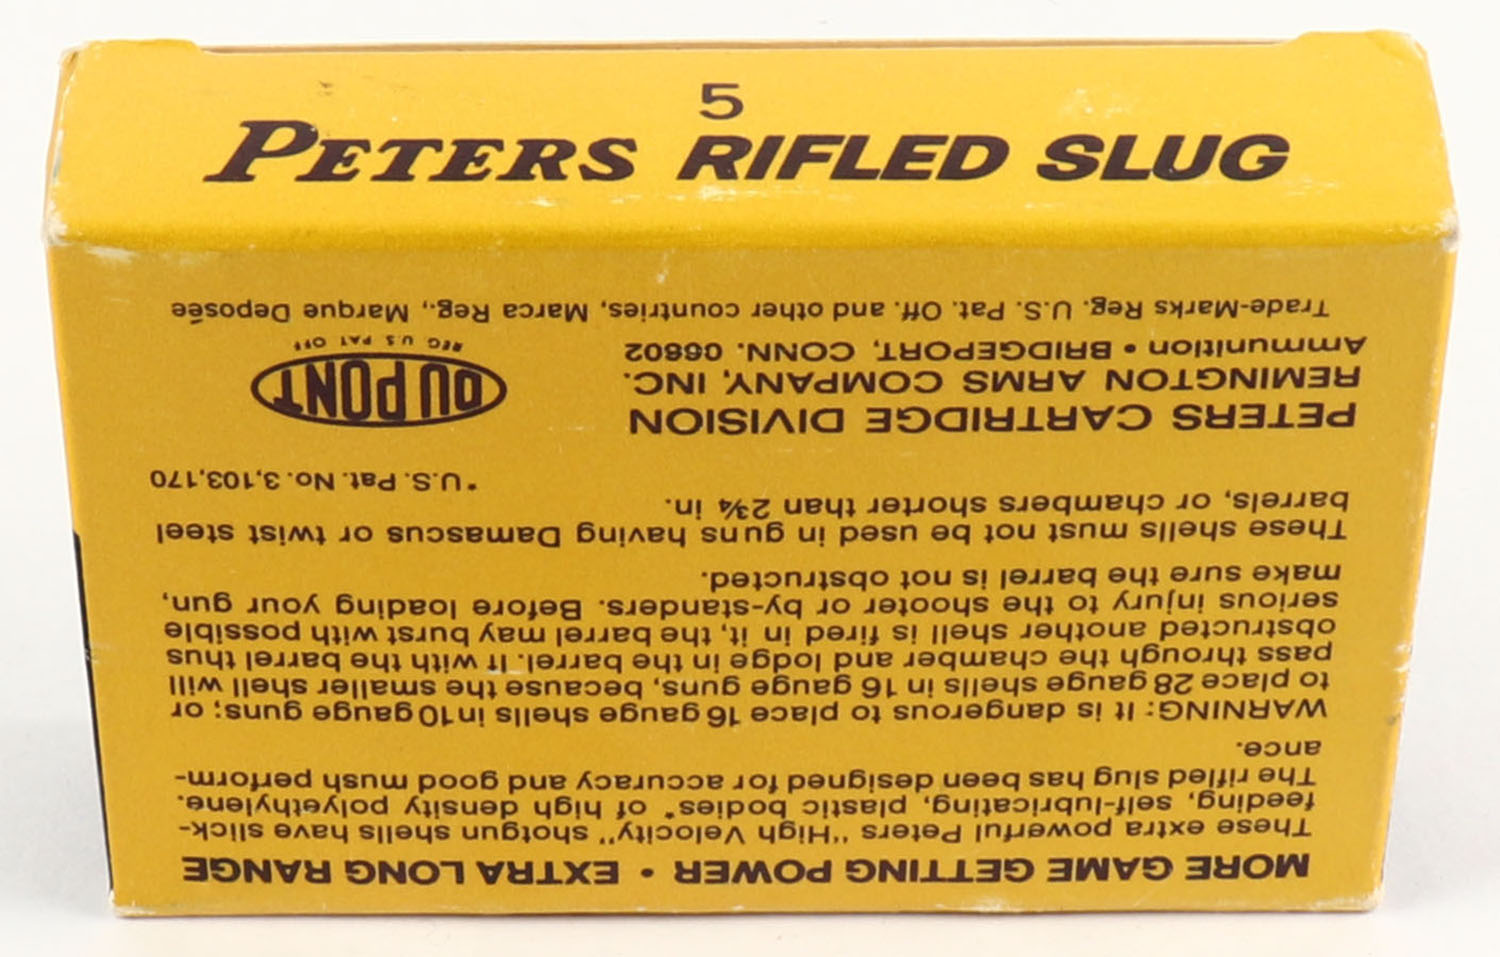 5
PETERS RIFLED SLUG
MORE GAME GETTING POWER • EXTRA LONG RANGE
These extra powerful Peters "High Velocity" shotgun shells have slick-
feeding, self-lubricating, plastic bodies* of high density polyethylene.
The rifled slug has been designed for accuracy and good mush perform-
ance.
WARNING: It is dangerous to place 16 gauge shells in 10 gauge guns; or
to place 28 gauge shells in 16 gauge guns, because the smaller shell will
pass through the chamber and lodge in the barrel. If with the barrel thus
obstructed another shell is fired in it, the barrel may burst with possible
serious injury to the shooter or by-standers. Before loading your gun,
make sure the barrel is not obstructed.
These shells must not be used in guns having Damascus or twist steel
barrels, or chambers shorter than 2¾ in.
*U.S. Pat. No. 3,103,170
PETERS CARTRIDGE DIVISION
REMINGTON ARMS COMPANY, INC.
Ammunition • BRIDGEPORT, CONN. 06602
DU PONT
REG U.S PAT OFF
Trade-Marks Reg. U.S. Pat. Off. and other countries, Marca Reg., Marque Deposée